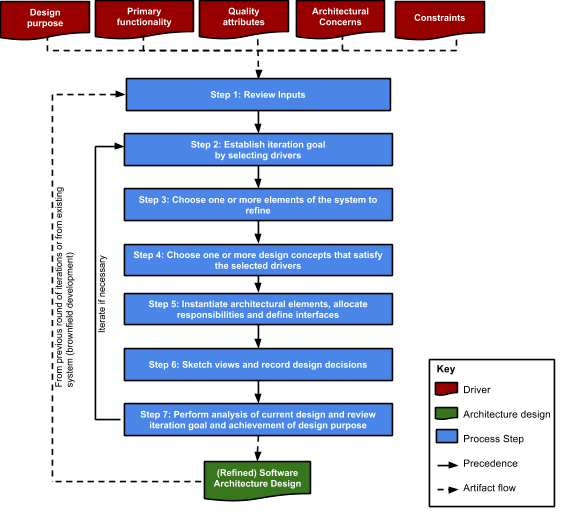 Design
purpose
Primary
functionality
Quality
attributes
Architectural
Concerns
Constraints
Step 1: Review Inputs
Step 2: Establish iteration goal
by selecting drivers
Step 3: Choose one or more elements of the system to
refine
Step 4: Choose one or more design concepts that satisfy
the selected drivers
Step 5: Instantiate architectural elements, allocate
responsibilities and define interfaces
Step 6: Sketch views and record design decisions
Step 7: Perform analysis of current design and review
iteration goal and achievement of design purpose
(Refined) Software
Architecture Design
From previous round of iterations or from existing
system (brownfield development)
Iterate if necessary
Key
Driver
Architecture design
Process Step
Precedence
Artifact flow